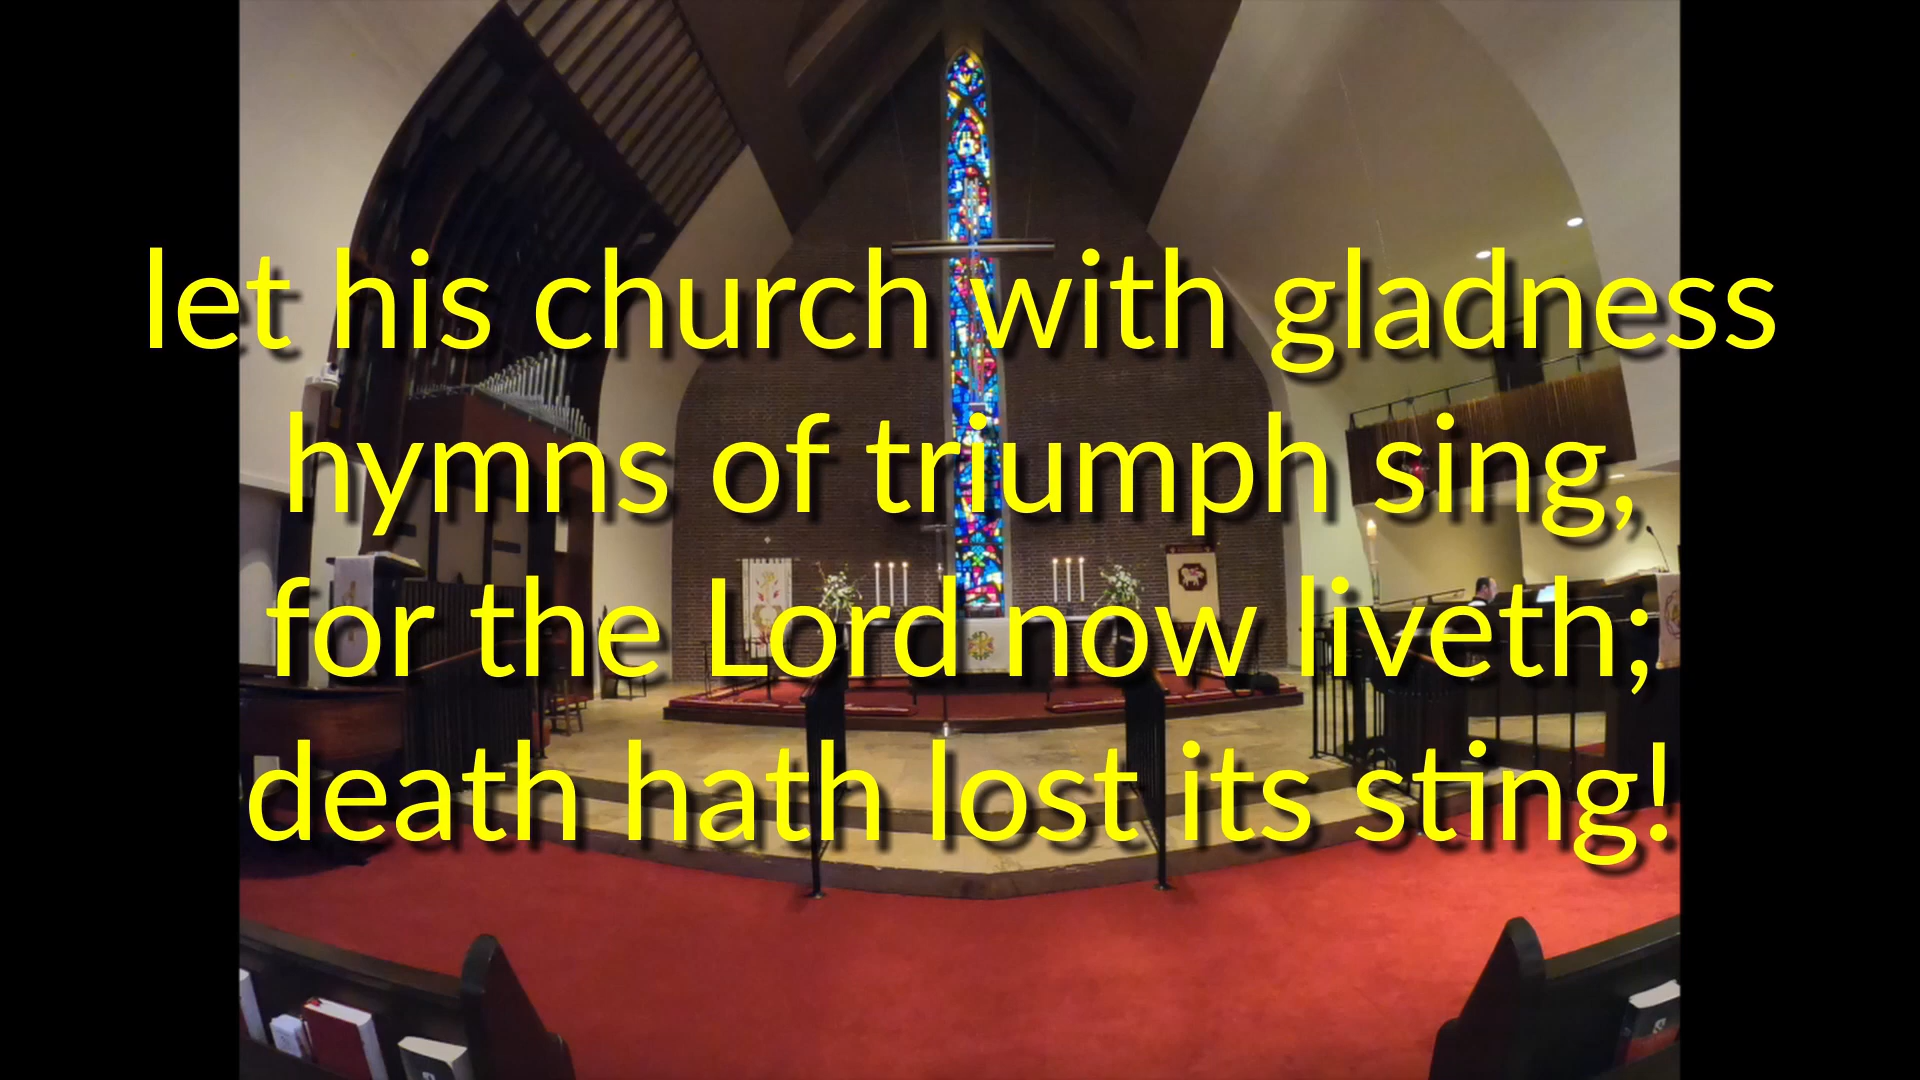 let his church with gladness
hymns of triumph sing,
for the Lord now liveth;
death hath lost its sting!